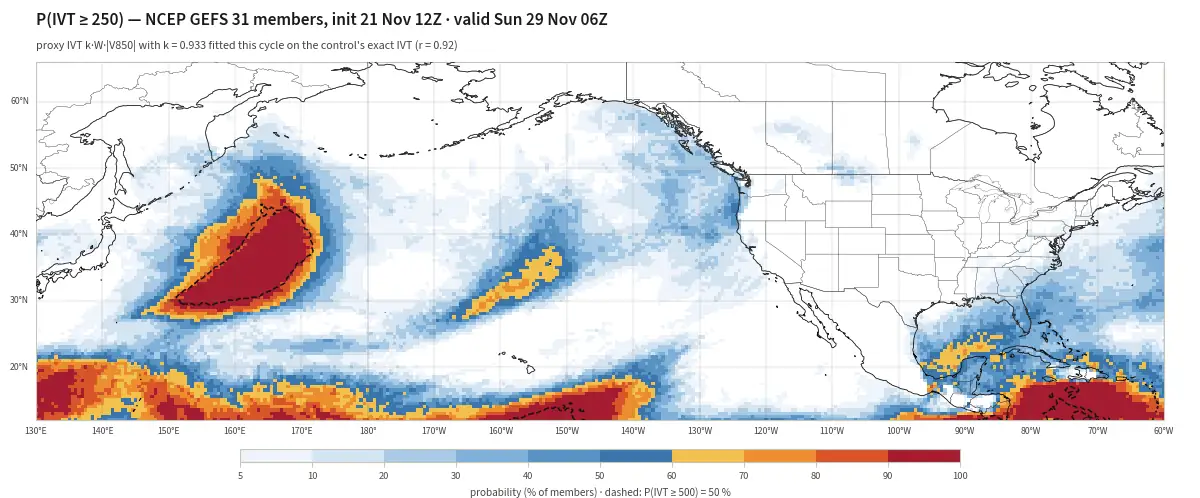 P(IVT ≥ 250) — NCEP GEFS 31 members, init 21 Nov 12Z · valid Sun 29 Nov 06Z
proxy IVT k·W·|V850| with k = 0.933 fitted this cycle on the control's exact IVT (r = 0.92)
60°N
50°N
40°N
30°N
20°N
130°E 140°E 150°E 160°E 170°E 180° 170°W 160°W 150°W 140°W 130°W 120°W 110°W 100°W 90°W 80°W 70°W 60°W
5 10 20 30 40 50 60 70 80 90 100
probability (% of members) · dashed: P(IVT ≥ 500) = 50 %